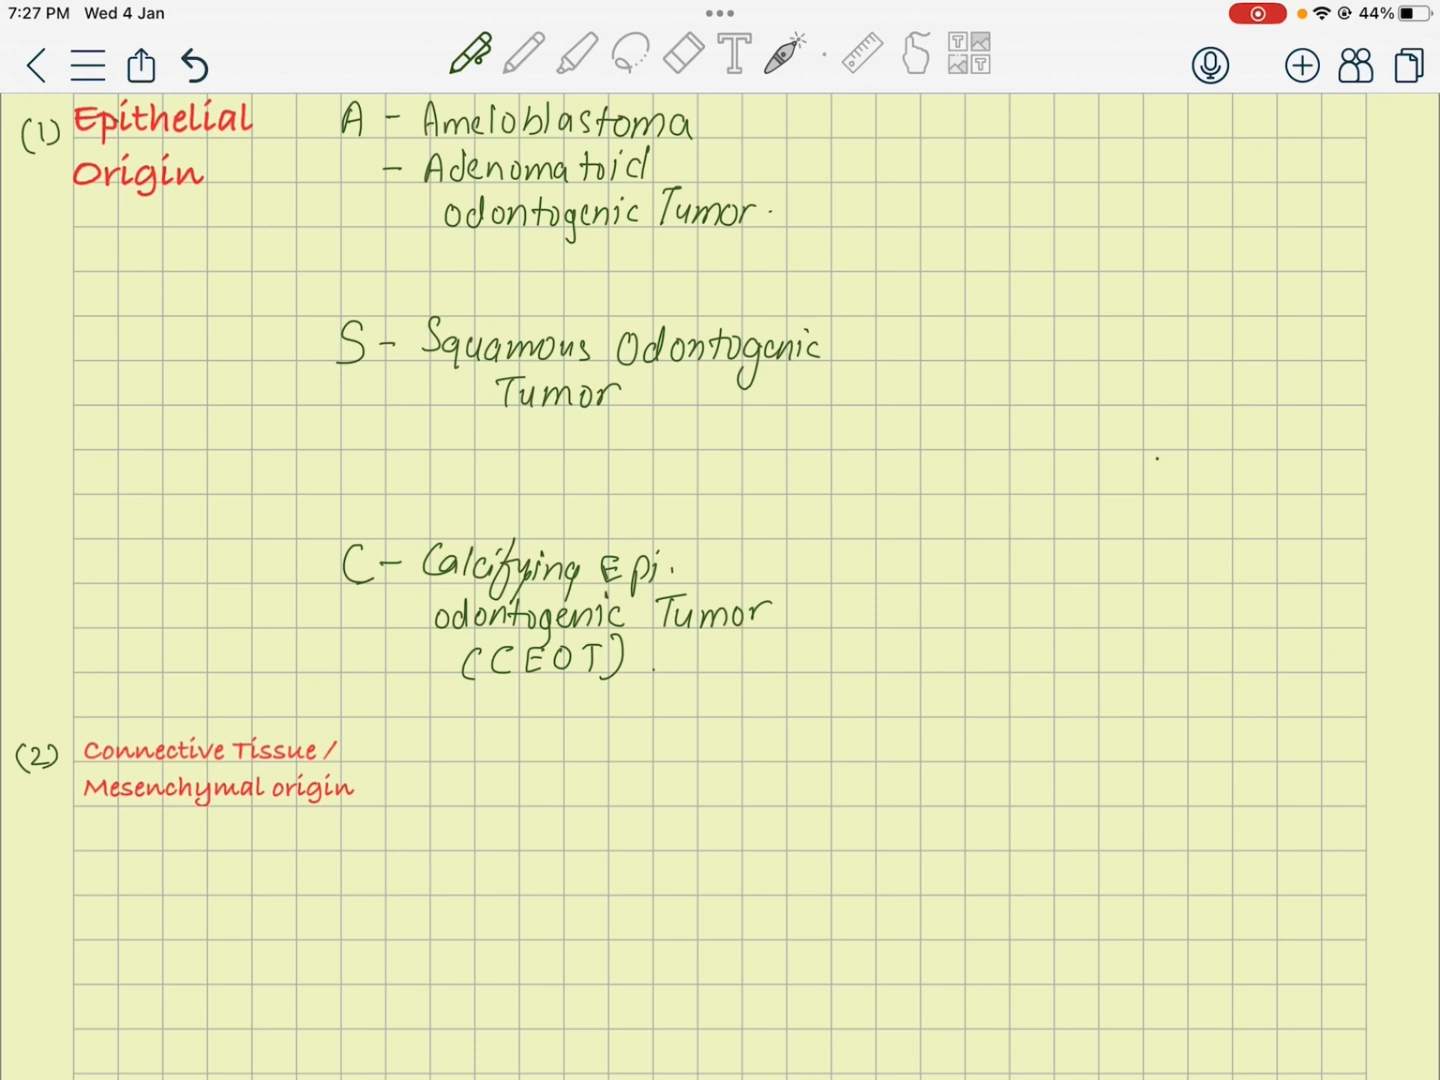 7:27 PM Wed 4 Jan
44%
(1) Epithelial A - Ameloblastoma
Origin - Adenomatoid
odontogenic Tumor.
S - Squamous Odontogenic
Tumor
C - Calcifying Epi.
odontogenic Tumor
(CEOT).
(2) Connective Tissue /
Mesenchymal origin